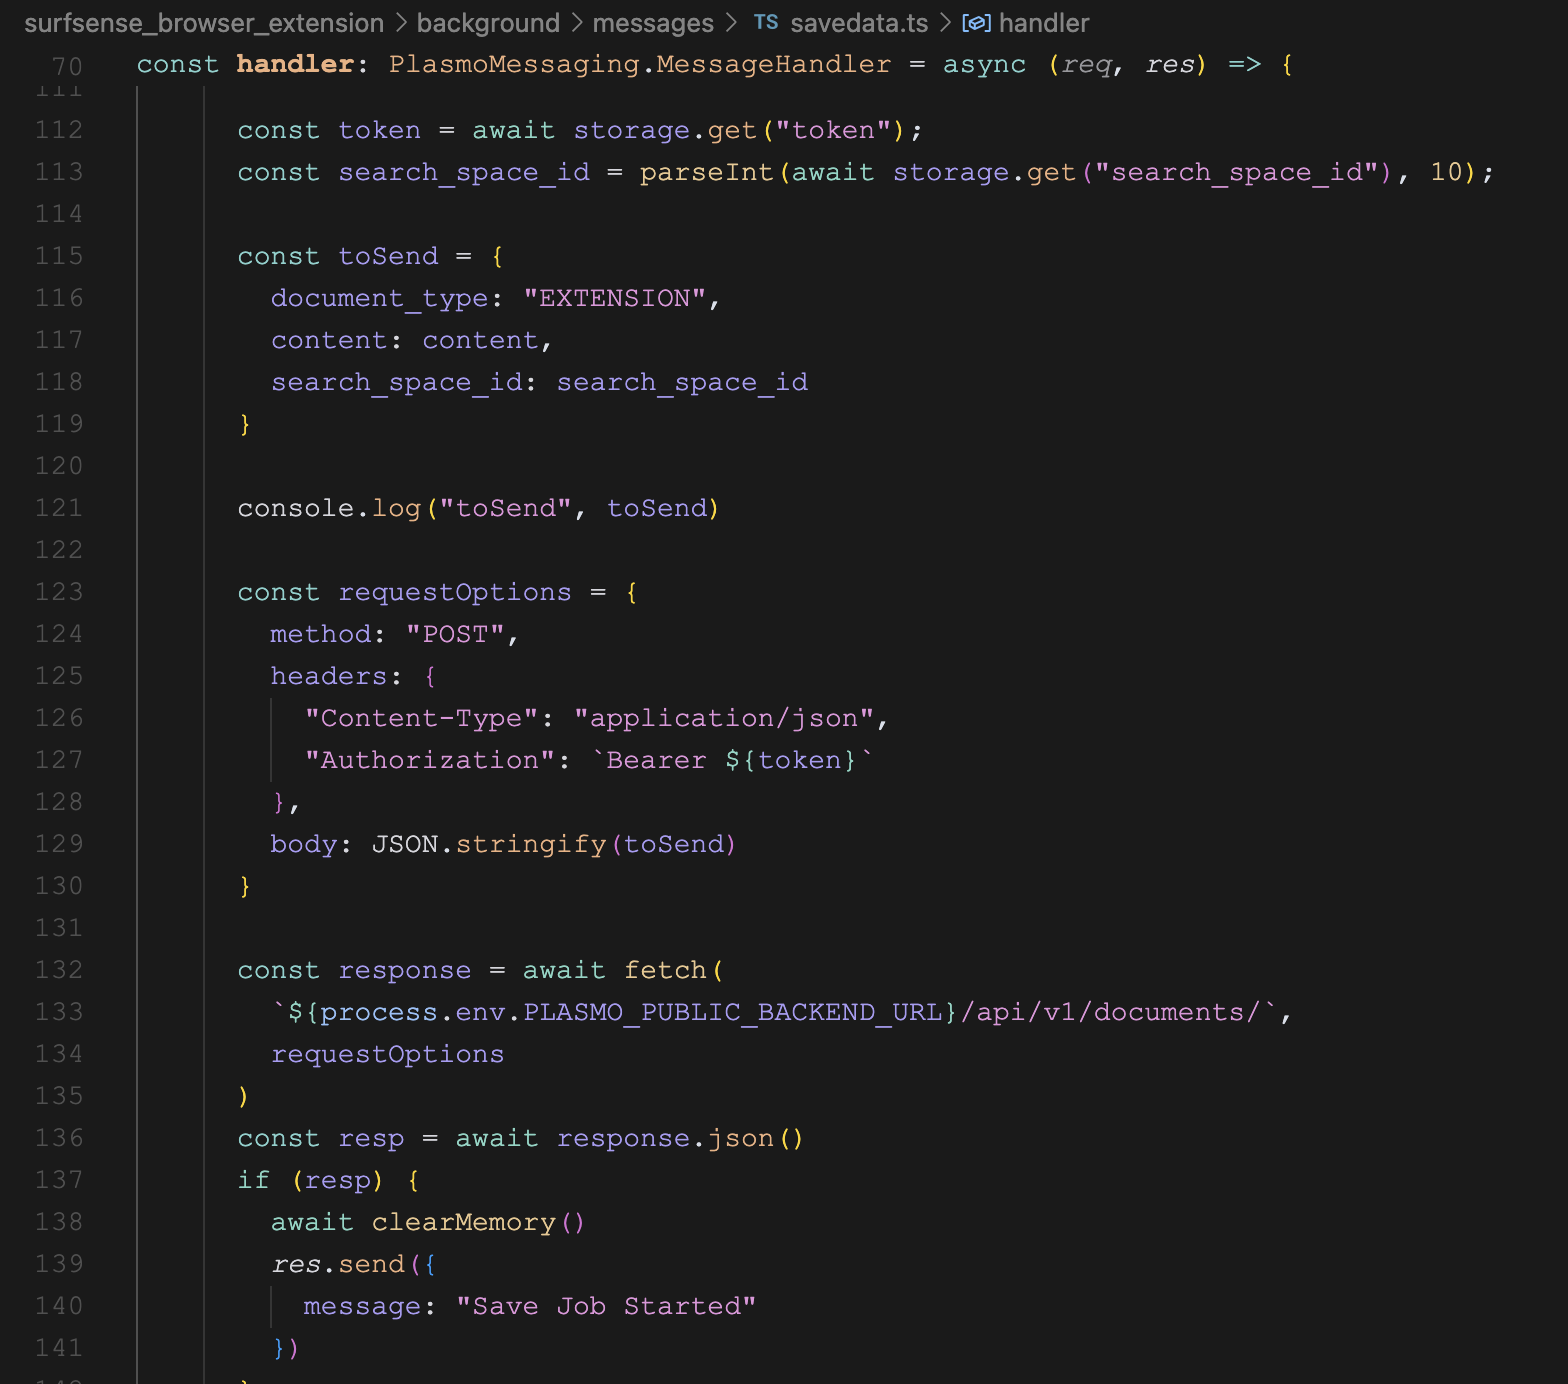 surfsense_browser_extension > background > messages > TS savedata.ts > handler
70 const handler: PlasmoMessaging.MessageHandler = async (req, res) => {
111
112 const token = await storage.get("token");
113 const search_space_id = parseInt(await storage.get("search_space_id"), 10);
114
115 const toSend = {
116 document_type: "EXTENSION",
117 content: content,
118 search_space_id: search_space_id
119 }
120
121 console.log("toSend", toSend)
122
123 const requestOptions = {
124 method: "POST",
125 headers: {
126 "Content-Type": "application/json",
127 "Authorization": `Bearer ${token}`
128 },
129 body: JSON.stringify(toSend)
130 }
131
132 const response = await fetch(
133 `${process.env.PLASMO_PUBLIC_BACKEND_URL}/api/v1/documents/`,
134 requestOptions
135 )
136 const resp = await response.json()
137 if (resp) {
138 await clearMemory()
139 res.send({
140 message: "Save Job Started"
141 })